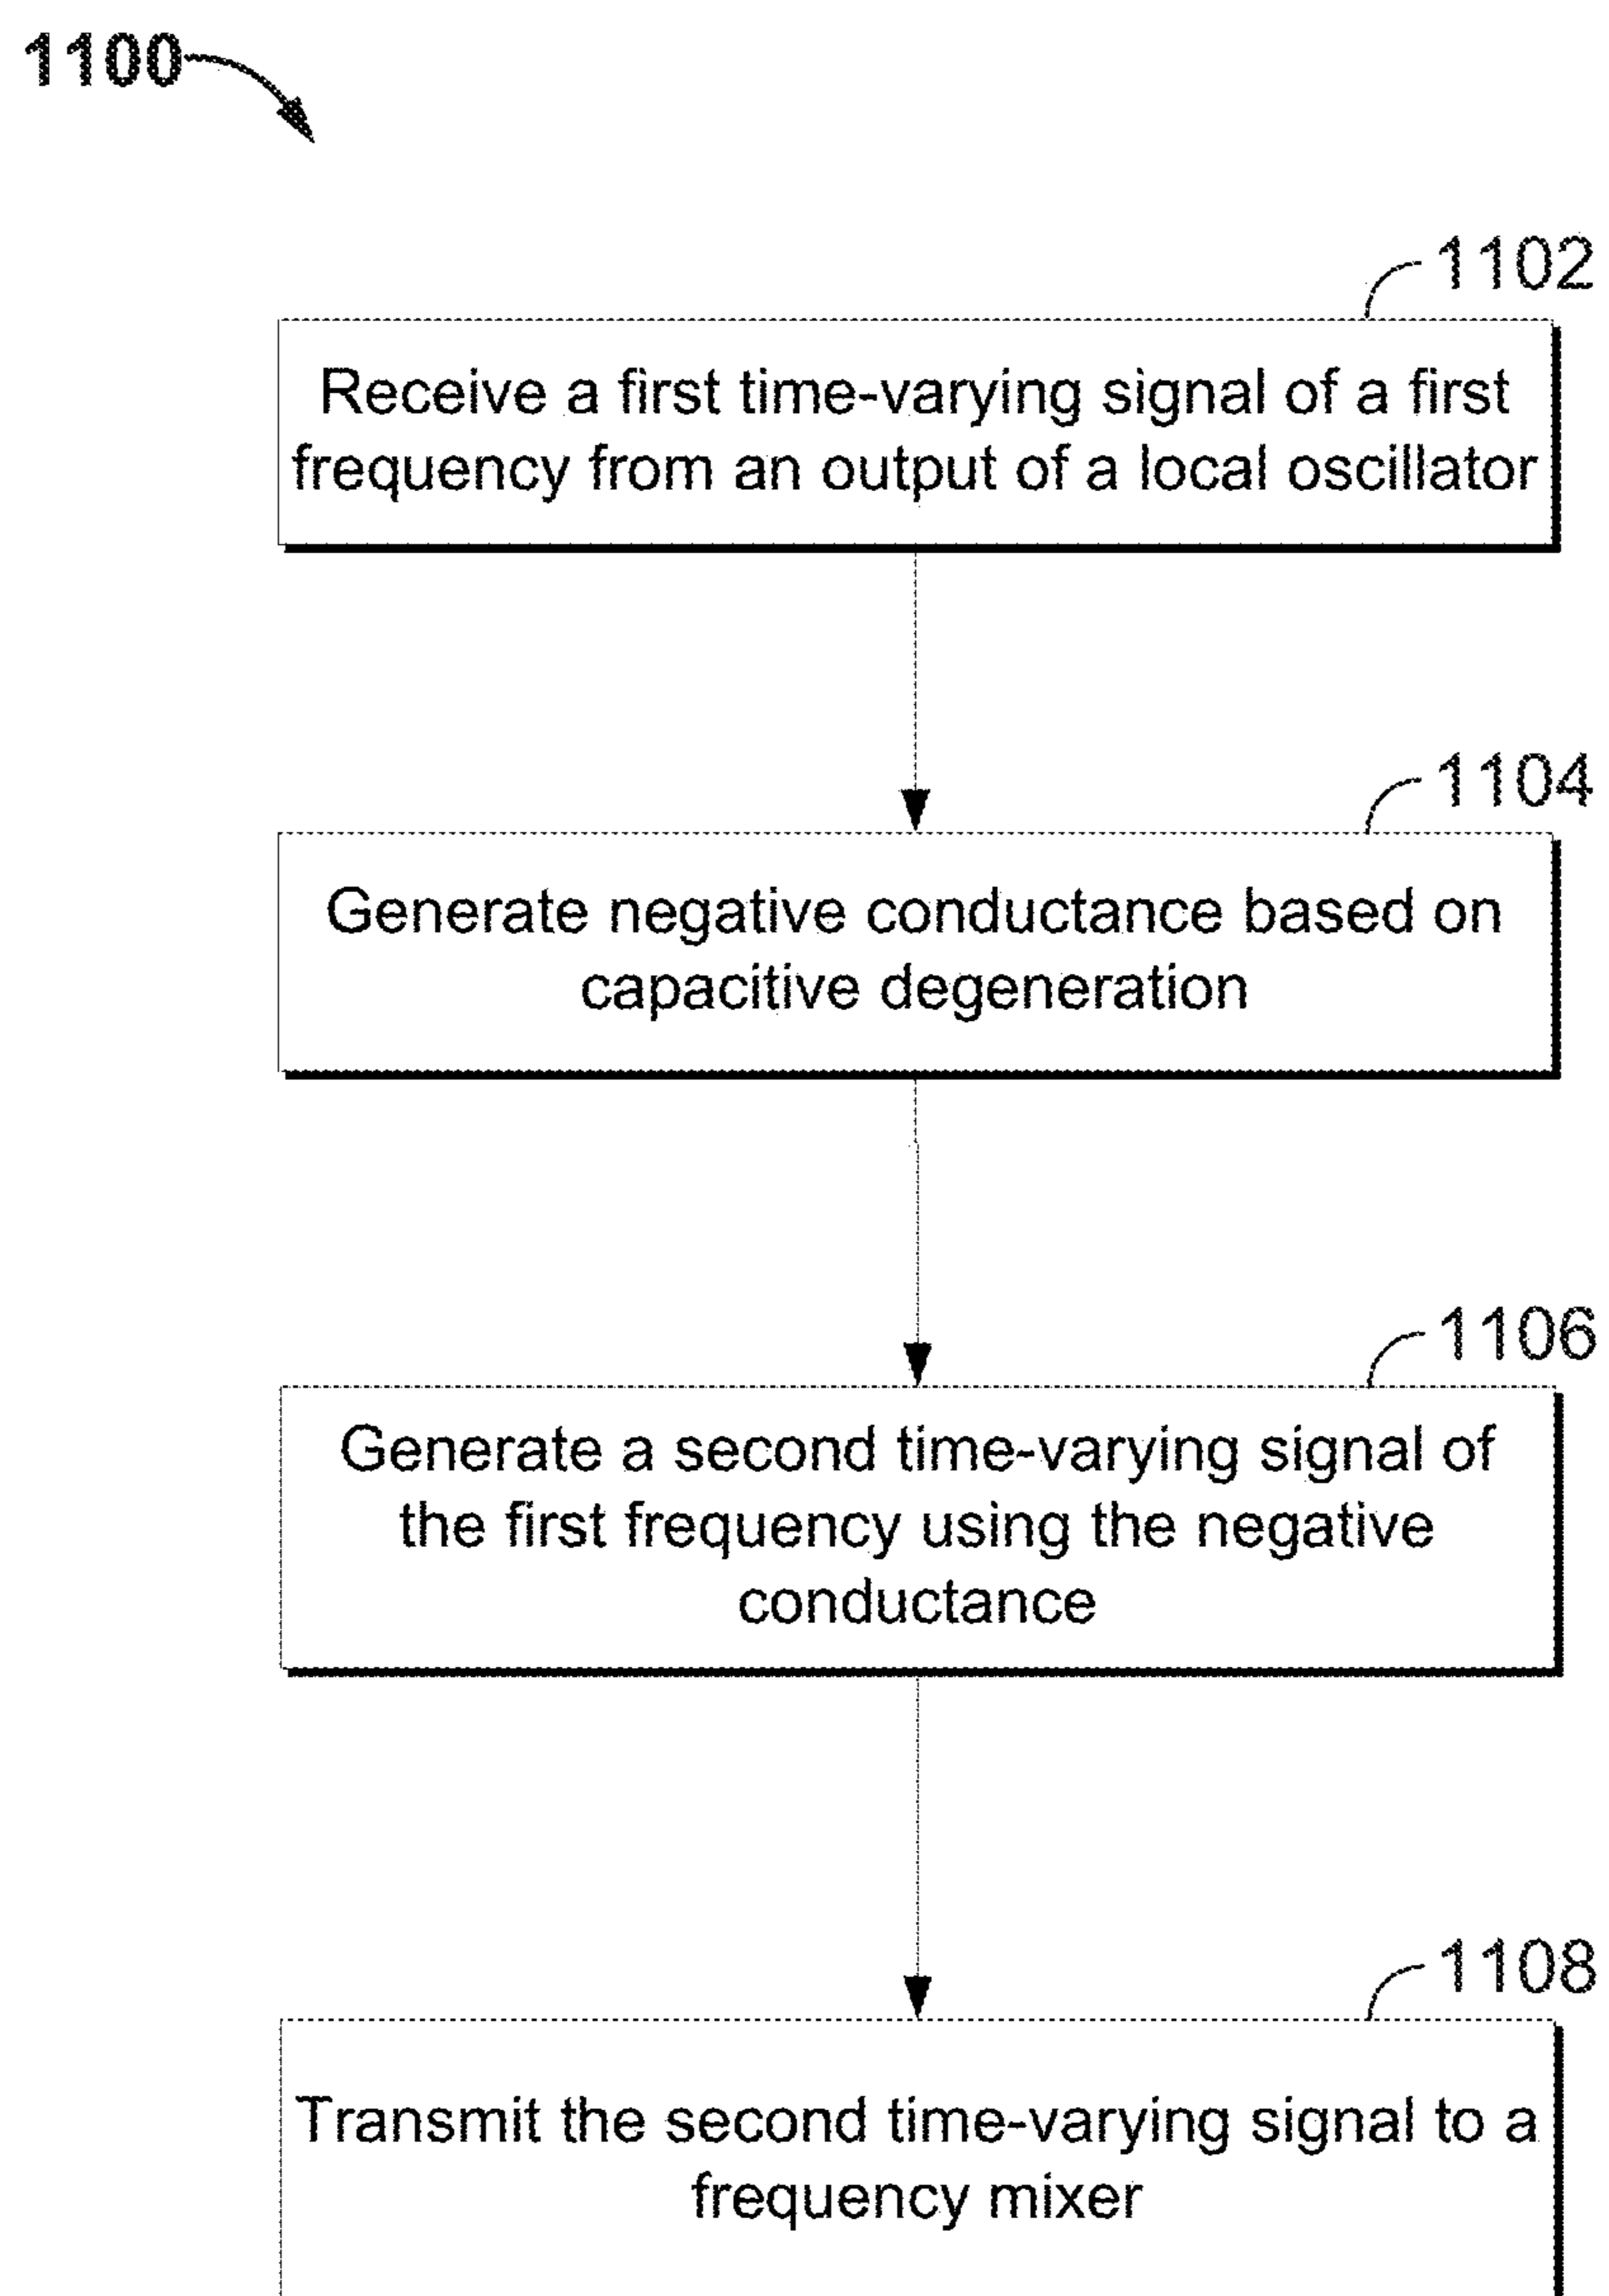 1100
1102
Receive a first time-varying signal of a first
frequency from an output of a local oscillator
1104
Generate negative conductance based on
capacitive degeneration
1106
Generate a second time-varying signal of
the first frequency using the negative
conductance
1108
Transmit the second time-varying signal to a
frequency mixer